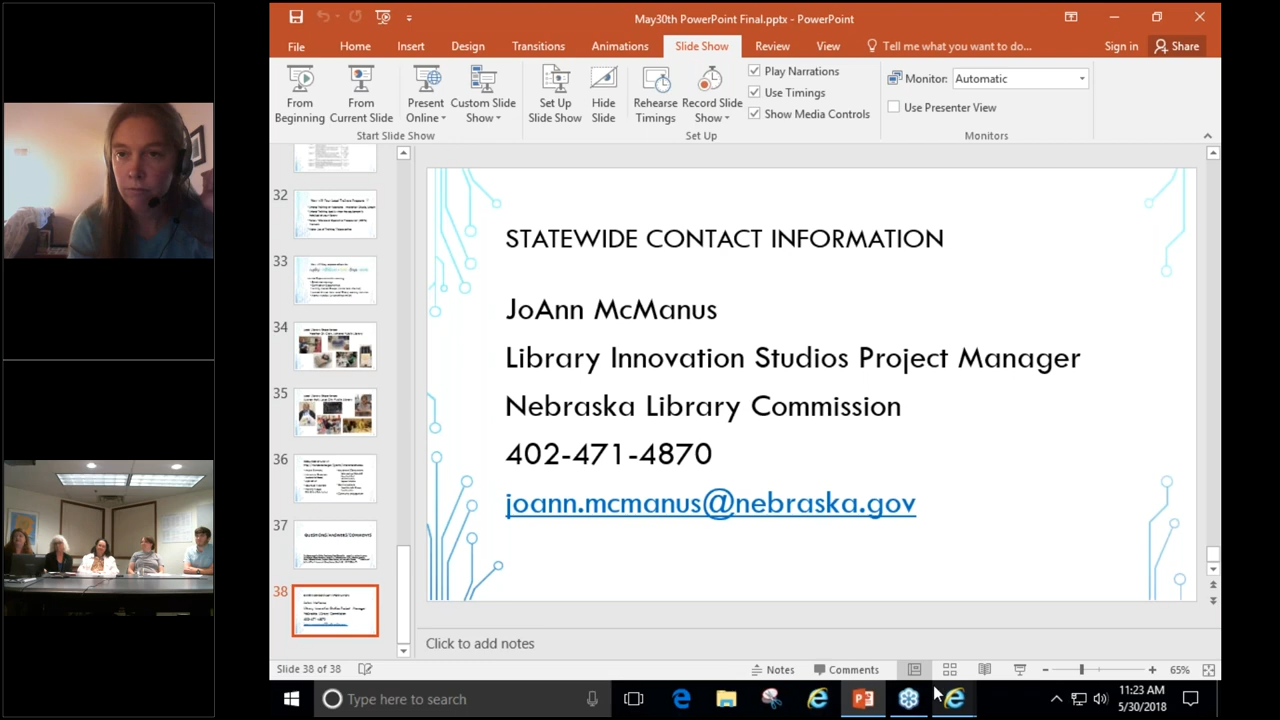 May30th PowerPoint Final.pptx - PowerPoint
File Home Insert Design Transitions Animations Slide Show Review View Tell me what you want to do... Sign in Share
From Beginning
From Current Slide
Present Online
Custom Slide Show
Set Up Slide Show
Hide Slide
Rehearse Timings
Record Slide Show
Play Narrations
Use Timings
Show Media Controls
Monitor: Automatic
Use Presenter View
Start Slide Show
Set Up
Monitors
32
33
34
35
36
37
QUESTIONS/ANSWERS/COMMENTS
38
STATEWIDE CONTACT INFORMATION
JoAnn McManus
Library Innovation Studios Project Manager
Nebraska Library Commission
402-471-4870
joann.mcmanus@nebraska.gov
Click to add notes
Slide 38 of 38
Notes
Comments
65%
Type here to search
11:23 AM
5/30/2018